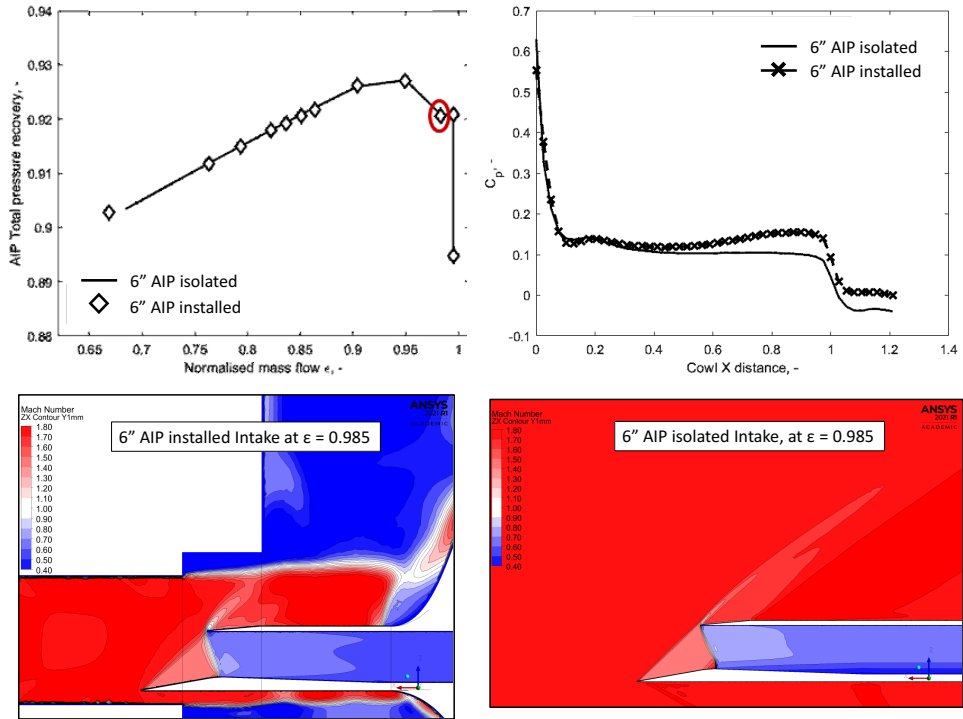 AIP Total pressure recovery, -
0.94
0.93
0.92
0.91
0.9
0.89
0.88
6” AIP isolated
6” AIP installed
0.65 0.7 0.75 0.8 0.85 0.9 0.95 1
Normalised mass flow ϵ, -
Cp, -
0.7
0.6
0.5
0.4
0.3
0.2
0.1
0
-0.1
6” AIP isolated
6” AIP installed
0 0.2 0.4 0.6 0.8 1 1.2 1.4
Cowl X distance, -
Mach Number
ZX Contour Y1mm
1.80
1.70
1.60
1.50
1.40
1.30
1.20
1.10
1.00
0.90
0.80
0.70
0.60
0.50
0.40
6” AIP installed Intake at ε = 0.985
ANSYS
2021 R1
ACADEMIC
Mach Number
ZX Contour Y1mm
1.80
1.70
1.60
1.50
1.40
1.30
1.20
1.10
1.00
0.90
0.80
0.70
0.60
0.50
0.40
6” AIP isolated Intake, at ε = 0.985
ANSYS
2021 R1
ACADEMIC